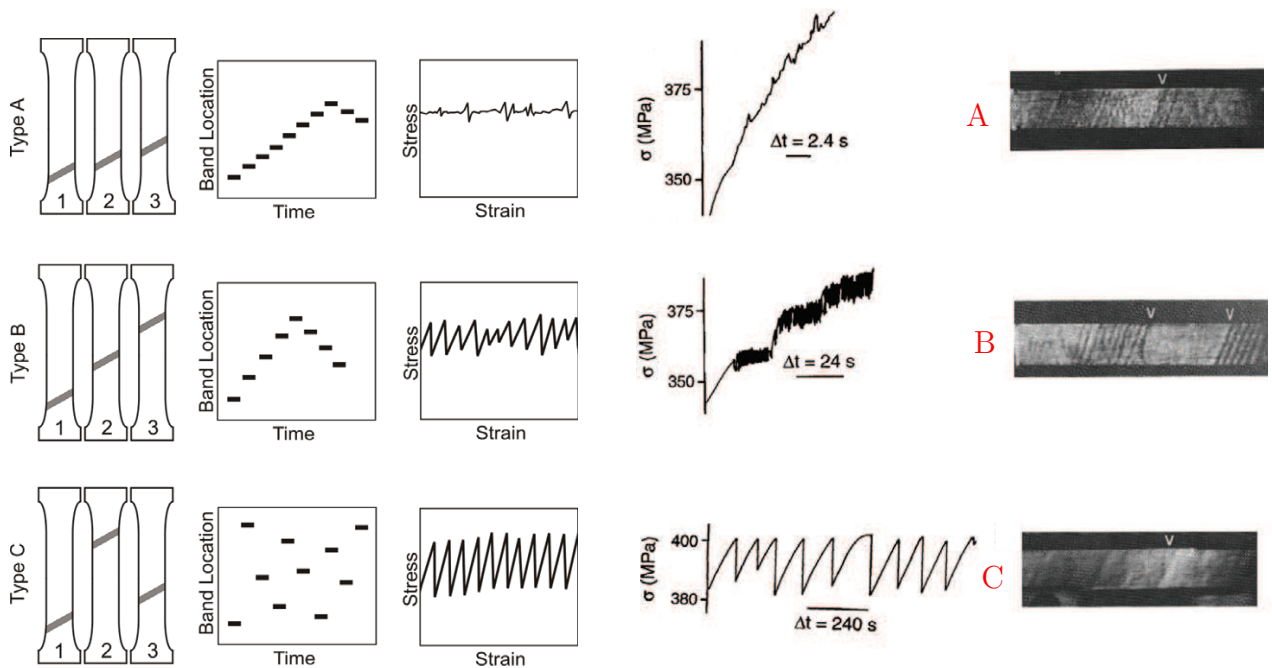 Type A
1 2 3
Band Location
Time
Stress
Strain
σ (MPa)
375
350
Δt = 2.4 s
A
V
Type B
1 2 3
Band Location
Time
Stress
Strain
σ (MPa)
375
350
Δt = 24 s
B
V V
Type C
1 2 3
Band Location
Time
Stress
Strain
σ (MPa)
400
380
Δt = 240 s
C
V